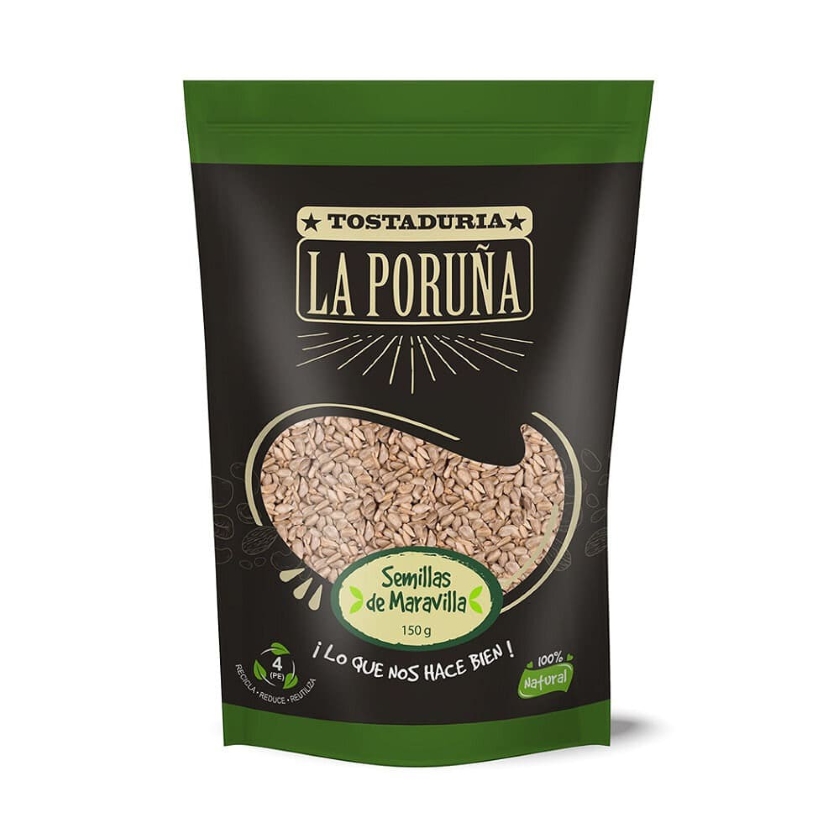 ★ TOSTADURIA ★
LA PORUÑA
Semillas
de Maravilla
150 g
¡LO QUE NOS HACE BIEN!
4
(PE)
RECICLA • REDUCE • REUTILIZA
100%
Natural